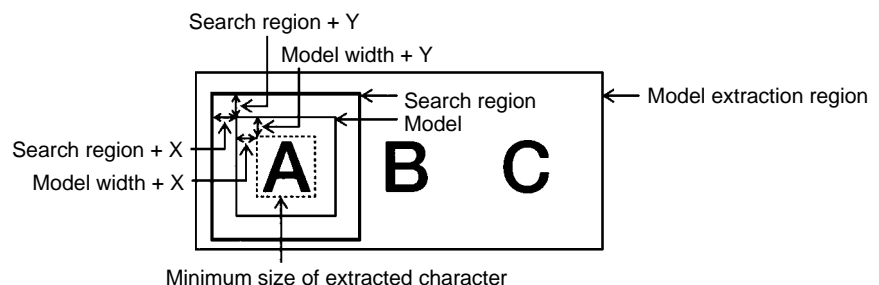 Search region + Y
Model width + Y
Search region
Model extraction region
Model
Search region + X
Model width + X
A B C
Minimum size of extracted character